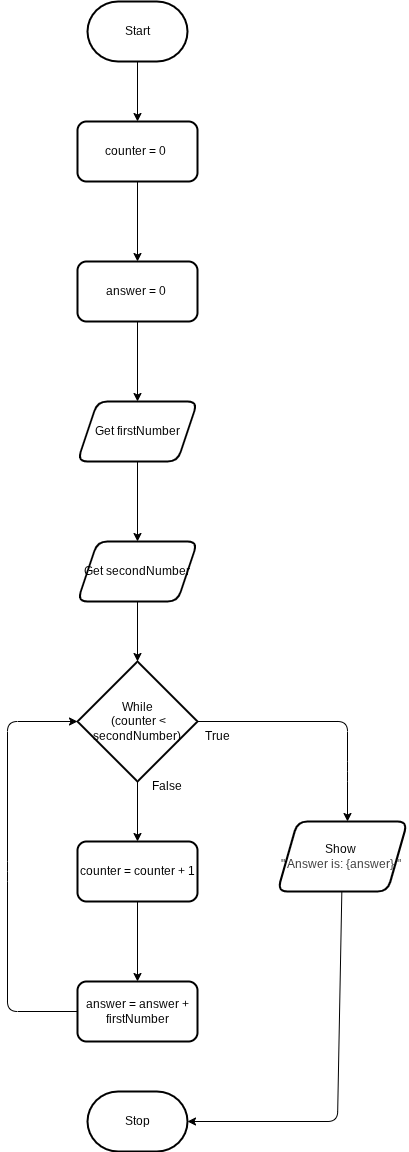 Start
counter = 0
answer = 0
Get firstNumber
Get secondNumber
While
(counter <
secondNumber)
True
False
counter = counter + 1
Show
"Answer is: {answer}"
answer = answer +
firstNumber
Stop